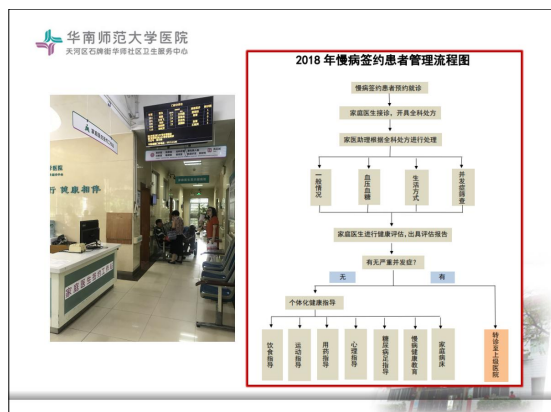 华南师范大学医院
天河区石牌街华师社区卫生服务中心
2018 年慢病签约患者管理流程图
慢病签约患者预约就诊
家庭医生接诊，开具全科处方
家医助理根据全科处方进行处理
一般情况
血压血糖
生活方式
并发症筛查
家庭医生进行健康评估，出具评估报告
有无严重并发症？
无
有
个体化健康指导
饮食指导
运动指导
用药指导
心理指导
糖尿病足指导
慢病健康教育
家庭病床
转诊至上级医院
健康相伴